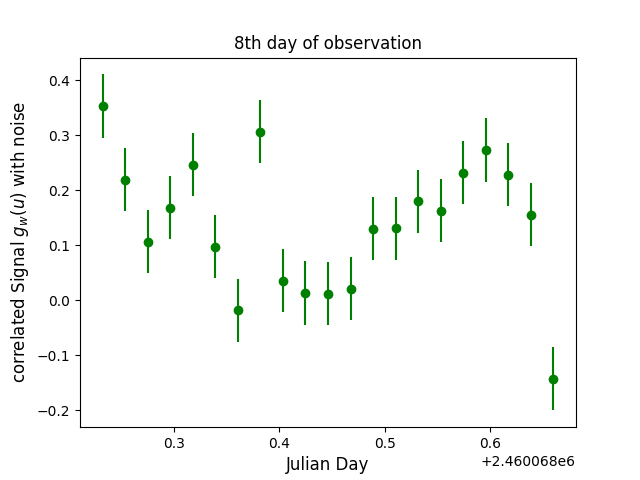 8th day of observation
correlated Signal g_w(u) with noise
0.4
0.3
0.2
0.1
0.0
−0.1
−0.2
0.3 0.4 0.5 0.6
+2.460068e6
Julian Day